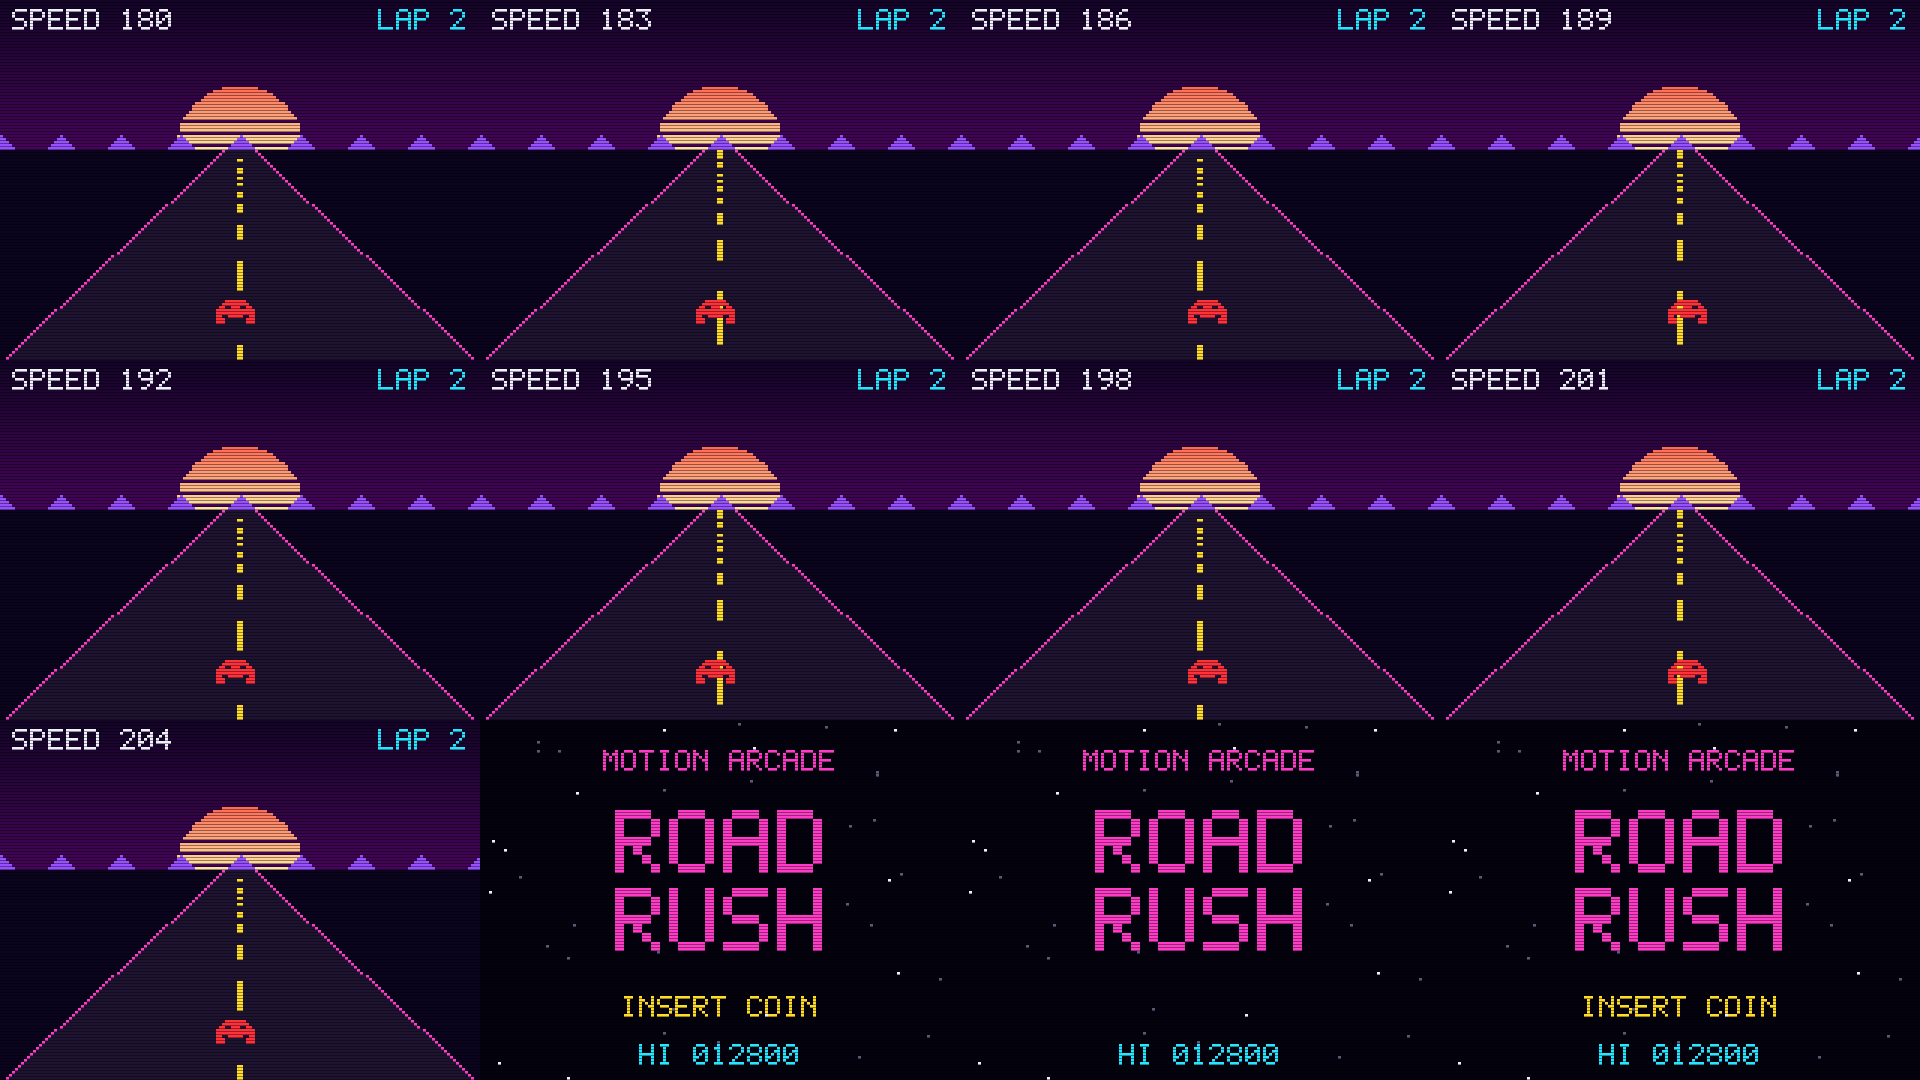 SPEED 180 LAP 2 SPEED 183 LAP 2 SPEED 186 LAP 2 SPEED 189 LAP 2
SPEED 192 LAP 2 SPEED 195 LAP 2 SPEED 198 LAP 2 SPEED 201 LAP 2
SPEED 204 LAP 2
MOTION ARCADE
ROAD
RUSH
INSERT COIN
HI 012800
MOTION ARCADE
ROAD
RUSH
HI 012800
MOTION ARCADE
ROAD
RUSH
INSERT COIN
HI 012800